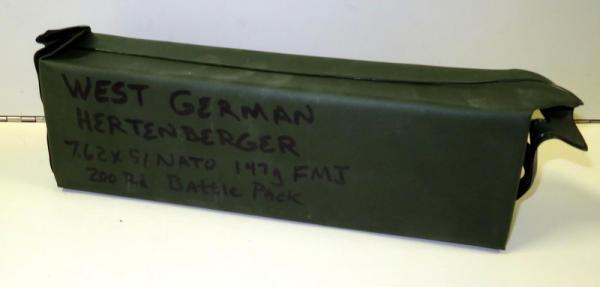 WEST GERMAN
HERTENBERGER
7.62x51 NATO 147g FMJ
200 Rd Battle Pack